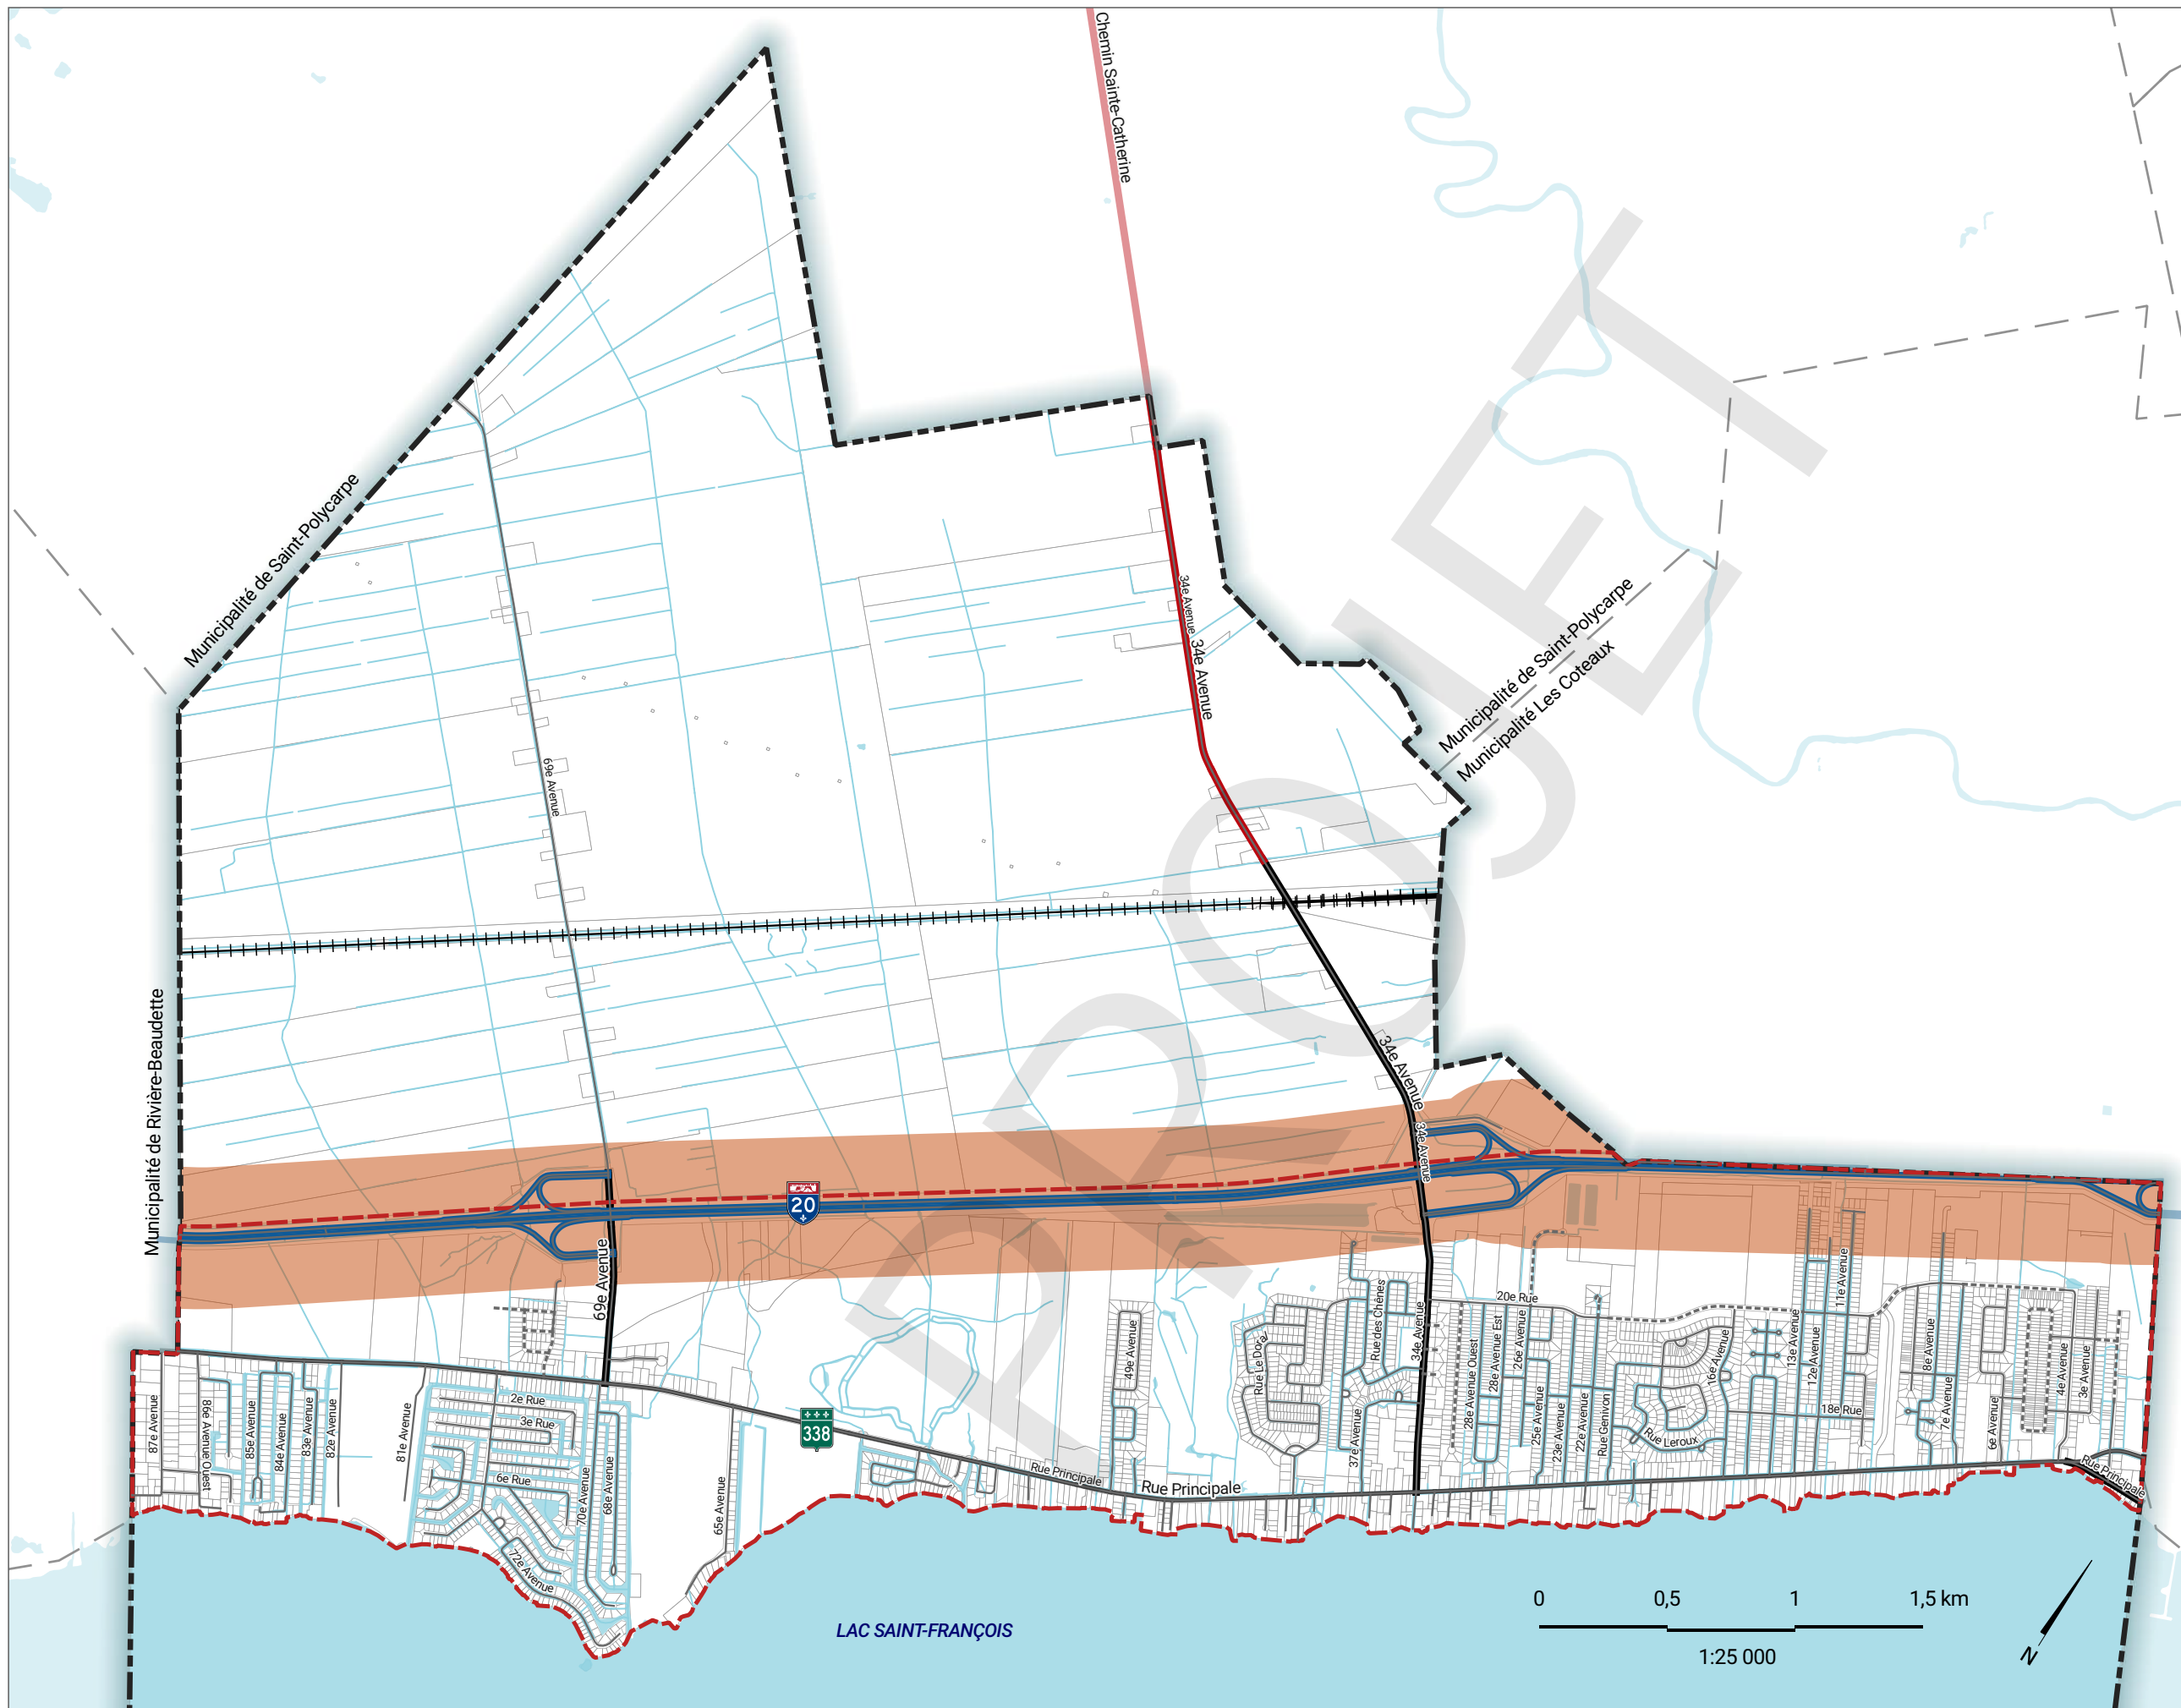 Chemin Sainte-Catherine
Municipalité de Saint-Polycarpe
34e Avenue
34e Avenue
Municipalité de Saint-Polycarpe
Municipalité Les Coteaux
69e Avenue
PROJET
Municipalité de Rivière-Beaudette
34e Avenue
34e Avenue
20
69e Avenue
338
87e Avenue
86e Avenue Ouest
85e Avenue
84e Avenue
83e Avenue
82e Avenue
81e Avenue
2e Rue
3e Rue
6e Rue
70e Avenue
68e Avenue
72e Avenue
65e Avenue
Rue Principale
Rue Principale
49e Avenue
Rue Le Doral
Rue des Chênes
37e Avenue
34e Avenue
20e Rue
28e Avenue Ouest
28e Avenue Est
26e Avenue
25e Avenue
23e Avenue
22e Avenue
Rue Genivon
Rue Leroux
16e Avenue
13e Avenue
12e Avenue
11e Avenue
18e Rue
8e Avenue
7e Avenue
6e Avenue
4e Avenue
3e Avenue
Rue Principale
LAC SAINT-FRANÇOIS
0 0,5 1 1,5 km
1:25 000
N